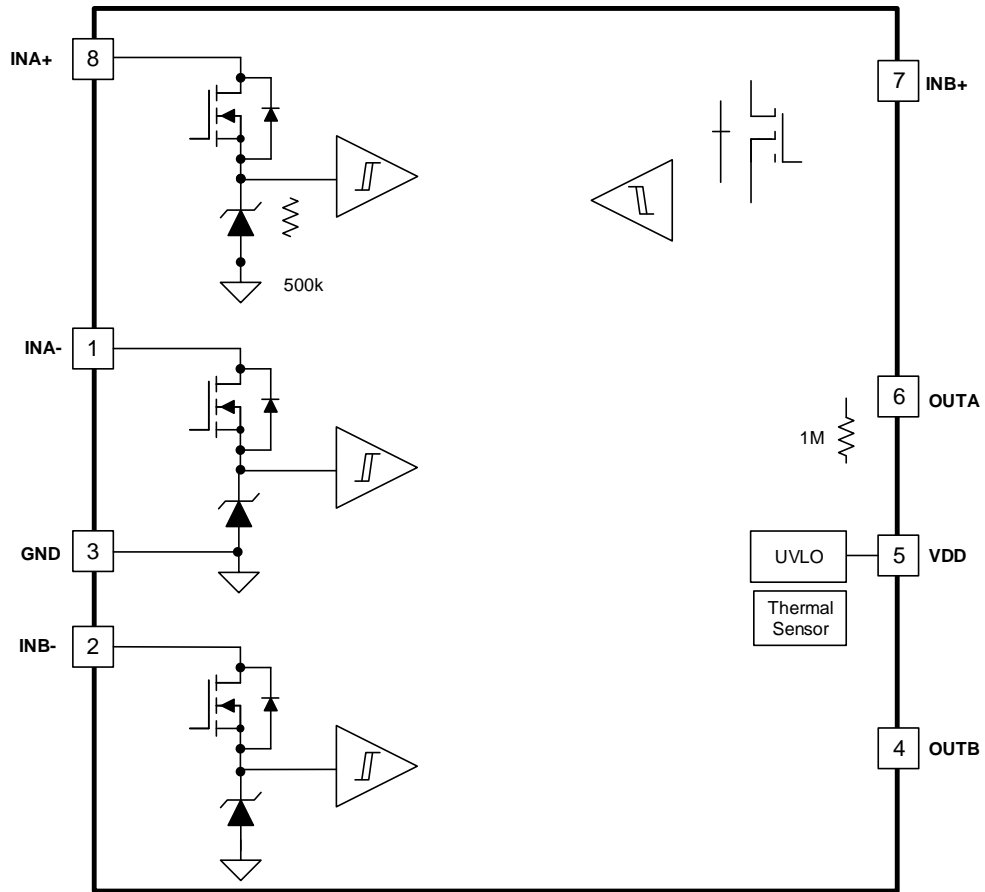 INA+
8
7
INB+
500k
INA-
1
6
OUTA
1M
GND
3
UVLO
5
VDD
Thermal
Sensor
INB-
2
4
OUTB